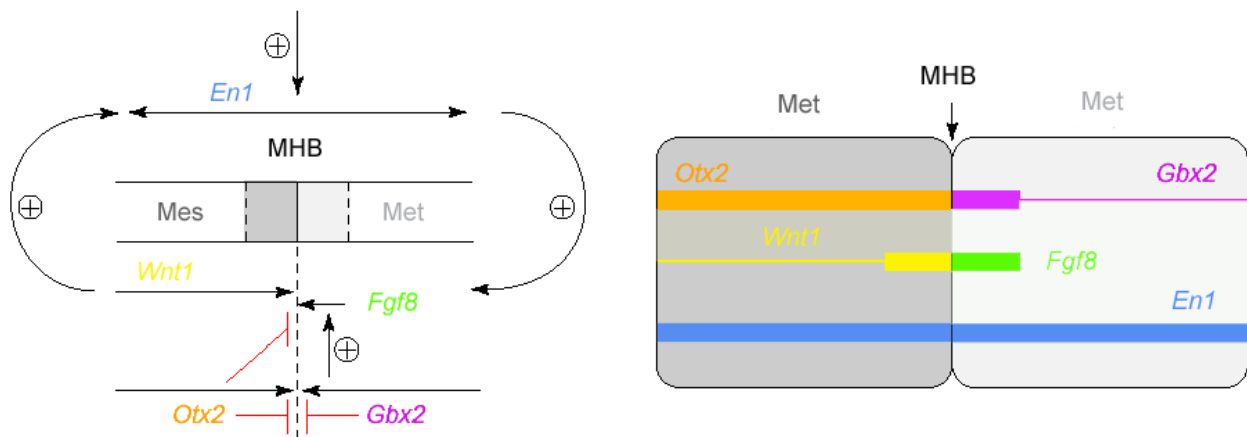 En1
MHB
Mes
Met
Wnt1
Fgf8
Otx2
Gbx2
MHB
Met
Met
Otx2
Gbx2
Wnt1
Fgf8
En1